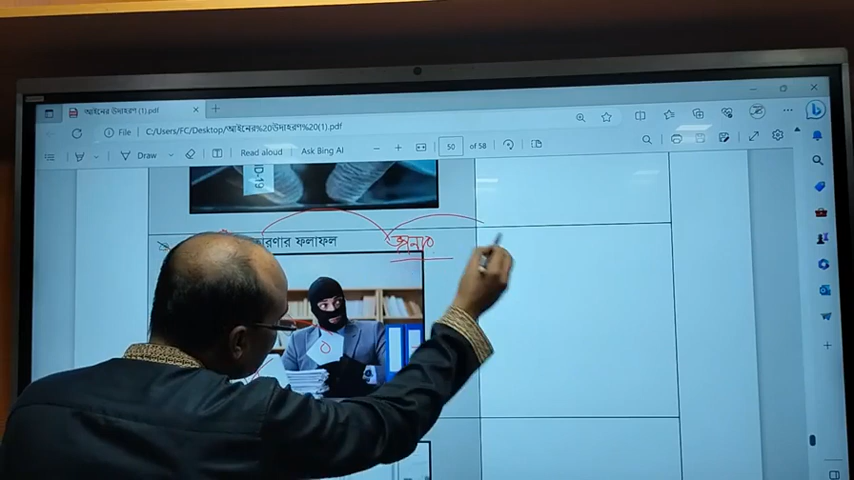 আইনের উদাহরণ (1).pdf
File C:/Users/FC/Desktop/আইনের%20উদাহরণ%20(1).pdf
Draw Read aloud Ask Bing AI 50 of 58
ID-19
ারণার ফলাফল